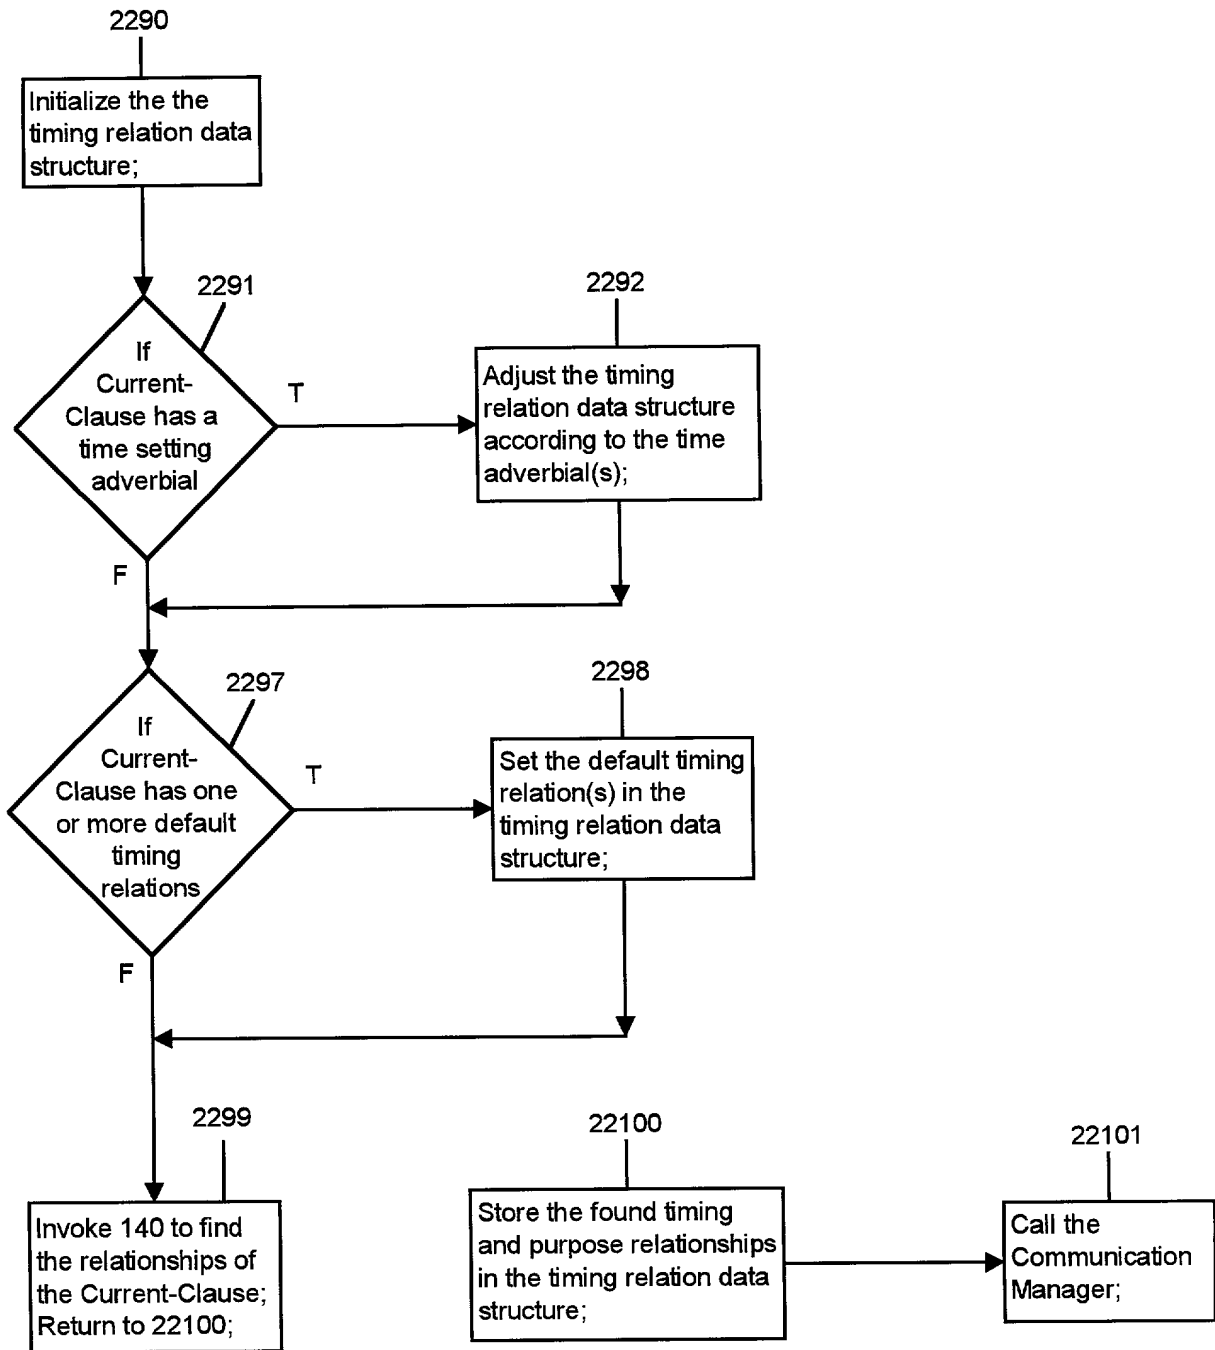 2290
Initialize the the
timing relation data
structure;
2291
If
Current-
Clause has a
time setting
adverbial
T
F
2292
Adjust the timing
relation data structure
according to the time
adverbial(s);
2297
If
Current-
Clause has one
or more default
timing
relations
T
F
2298
Set the default timing
relation(s) in the
timing relation data
structure;
2299
Invoke 140 to find
the relationships of
the Current-Clause;
Return to 22100;
22100
Store the found timing
and purpose relationships
in the timing relation data
structure;
22101
Call the
Communication
Manager;